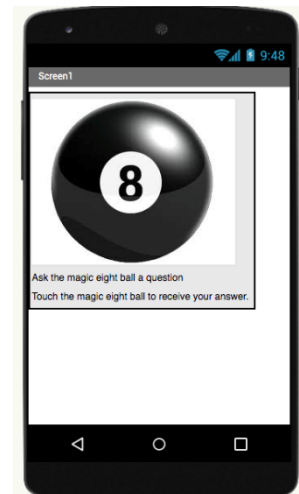 9:48
Screen1
8
Ask the magic eight ball a question
Touch the magic eight ball to receive your answer.